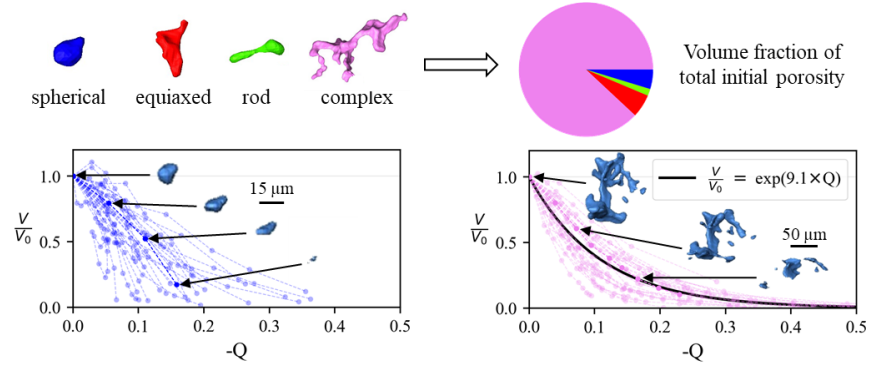 spherical
equiaxed
rod
complex
Volume fraction of
total initial porosity
V/V₀
1.0
0.5
0.0
15 μm
0.0 0.1 0.2 0.3 0.4 0.5
-Q
V/V₀
1.0
0.5
0.0
V/V₀ = exp(9.1×Q)
50 μm
0.0 0.1 0.2 0.3 0.4 0.5
-Q